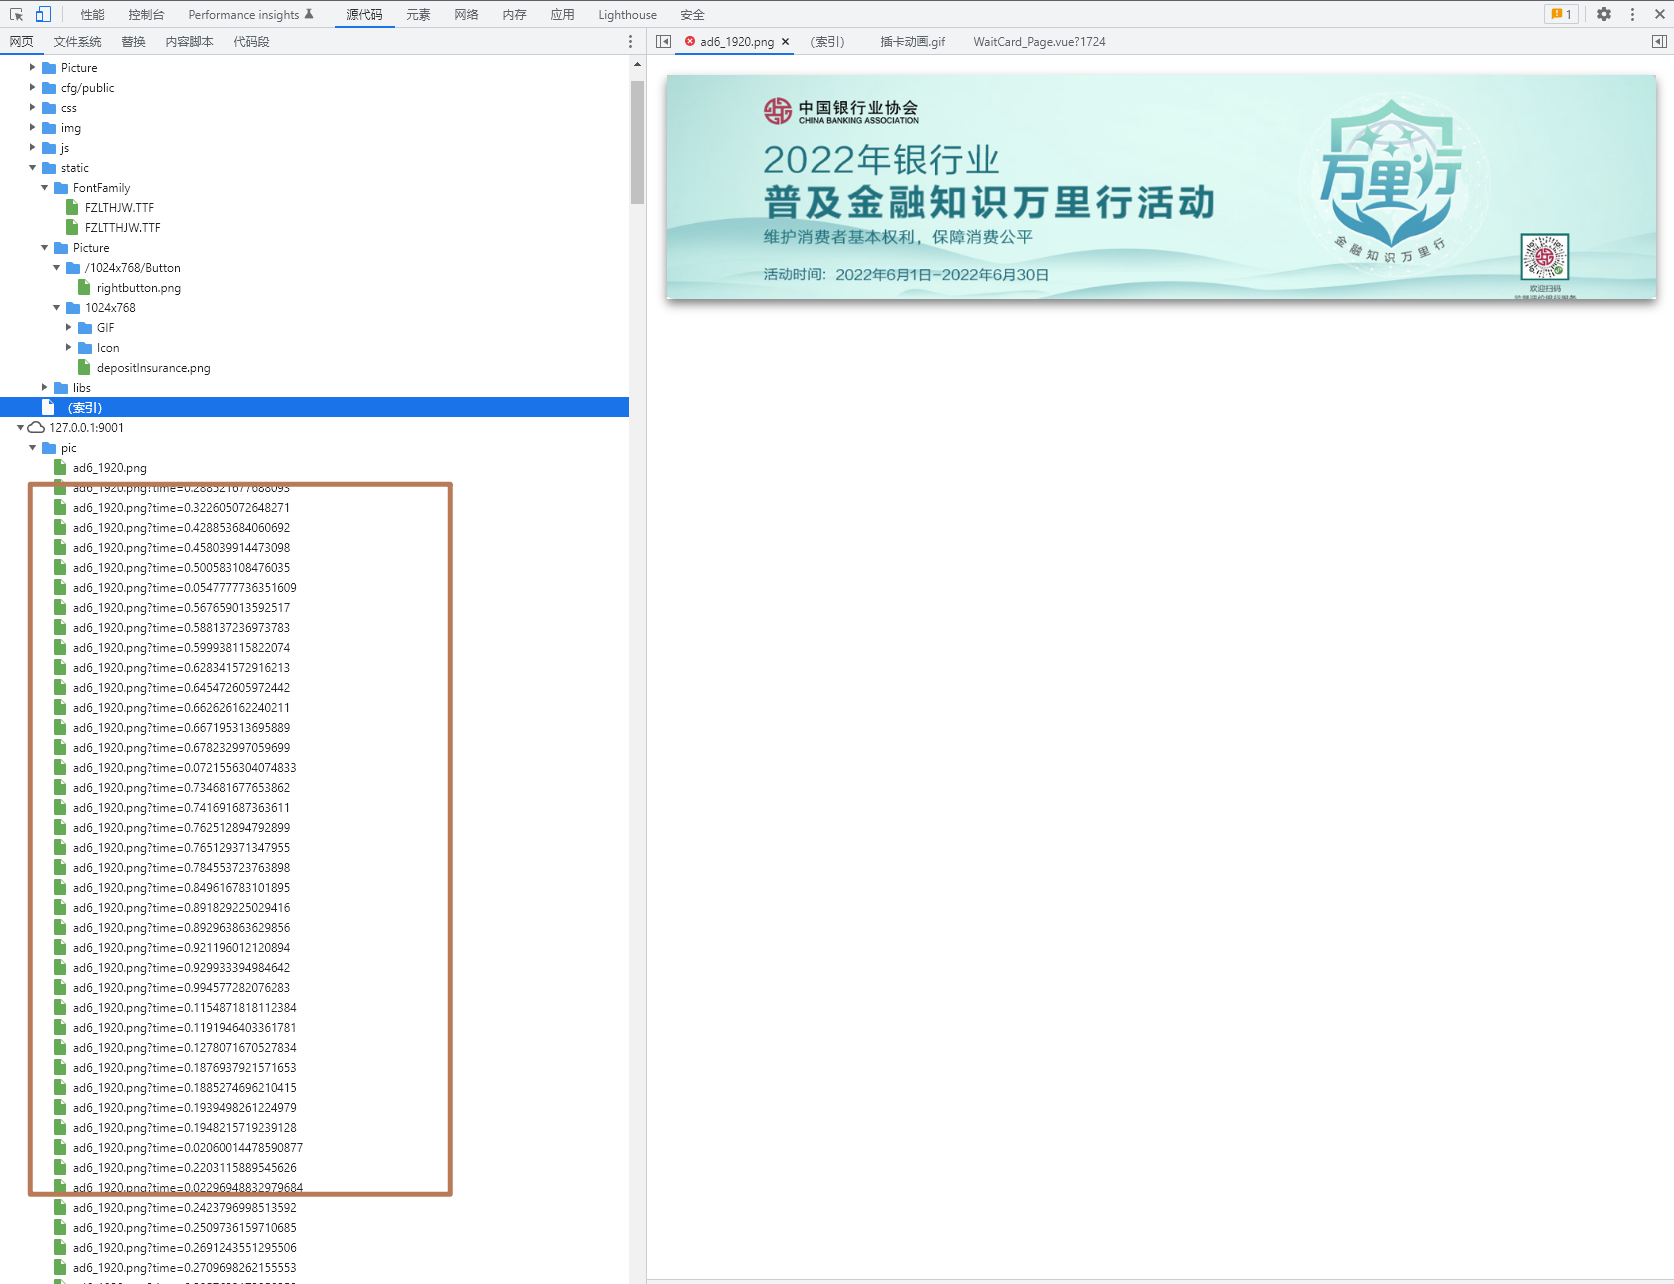 性能 控制台 Performance insights 源代码 元素 网络 内存 应用 Lighthouse 安全 1
网页 文件系统 替换 内容脚本 代码段
ad6_1920.png × (索引) 插卡动画.gif WaitCard_Page.vue?1724
Picture
cfg/public
css
img
js
static
FontFamily
FZLTHJW.TTF
FZLTTHJW.TTF
Picture
/1024x768/Button
rightbutton.png
1024x768
GIF
Icon
depositInsurance.png
libs
(索引)
127.0.0.1:9001
pic
ad6_1920.png
ad6_1920.png?time=0.288521677688093
ad6_1920.png?time=0.322605072648271
ad6_1920.png?time=0.428853684060692
ad6_1920.png?time=0.458039914473098
ad6_1920.png?time=0.500583108476035
ad6_1920.png?time=0.0547777736351609
ad6_1920.png?time=0.567659013592517
ad6_1920.png?time=0.588137236973783
ad6_1920.png?time=0.599938115822074
ad6_1920.png?time=0.628341572916213
ad6_1920.png?time=0.645472605972442
ad6_1920.png?time=0.662626162240211
ad6_1920.png?time=0.667195313695889
ad6_1920.png?time=0.678232997059699
ad6_1920.png?time=0.0721556304074833
ad6_1920.png?time=0.734681677653862
ad6_1920.png?time=0.741691687363611
ad6_1920.png?time=0.762512894792899
ad6_1920.png?time=0.765129371347955
ad6_1920.png?time=0.784553723763898
ad6_1920.png?time=0.849616783101895
ad6_1920.png?time=0.891829225029416
ad6_1920.png?time=0.892963863629856
ad6_1920.png?time=0.921196012120894
ad6_1920.png?time=0.929933394984642
ad6_1920.png?time=0.994577282076283
ad6_1920.png?time=0.1154871818112384
ad6_1920.png?time=0.1191946403361781
ad6_1920.png?time=0.1278071670527834
ad6_1920.png?time=0.1876937921571653
ad6_1920.png?time=0.1885274696210415
ad6_1920.png?time=0.1939498261224979
ad6_1920.png?time=0.1948215719239128
ad6_1920.png?time=0.02060014478590877
ad6_1920.png?time=0.2203115889545626
ad6_1920.png?time=0.02296948832979684
ad6_1920.png?time=0.2423796998513592
ad6_1920.png?time=0.2509736159710685
ad6_1920.png?time=0.2691243551295506
ad6_1920.png?time=0.2709698262155553
中国银行业协会
CHINA BANKING ASSOCIATION
2022年银行业
普及金融知识万里行活动
维护消费者基本权利，保障消费公平
活动时间：2022年6月1日-2022年6月30日
万里行
金融知识万里行
欢迎扫码